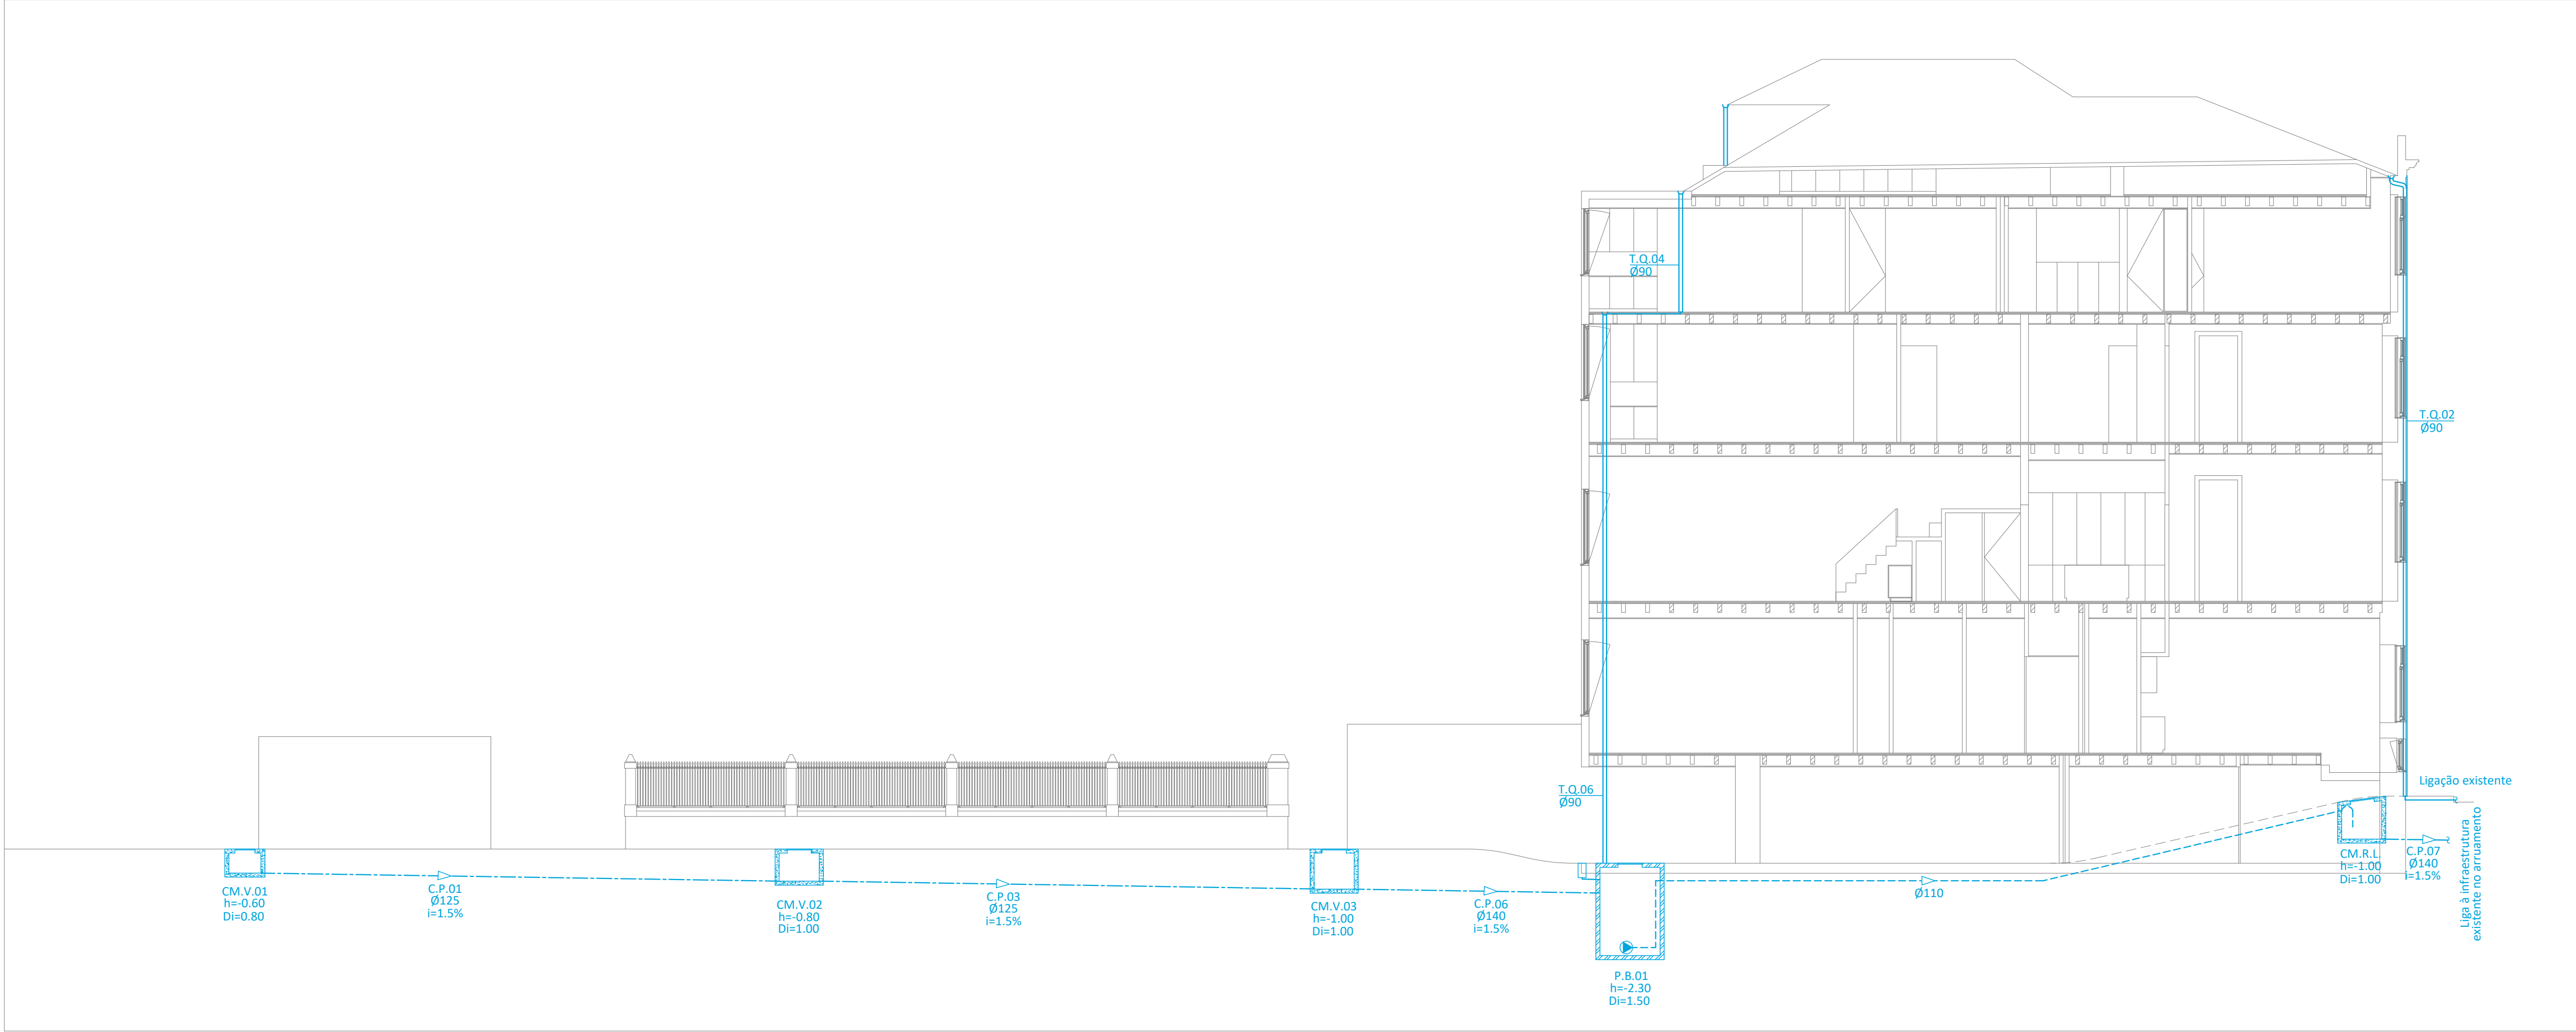 T.Q.04
Ø90
T.Q.02
Ø90
T.Q.06
Ø90
Ligação existente
CM.V.01
h=-0.60
Di=0.80
C.P.01
Ø125
i=1.5%
CM.V.02
h=-0.80
Di=1.00
C.P.03
Ø125
i=1.5%
CM.V.03
h=-1.00
Di=1.00
C.P.06
Ø140
i=1.5%
P.B.01
h=-2.30
Di=1.50
Ø110
CM.R.L.
h=-1.00
Di=1.00
C.P.07
Ø140
i=1.5%
Liga à infraestrutura
existente no arruamento